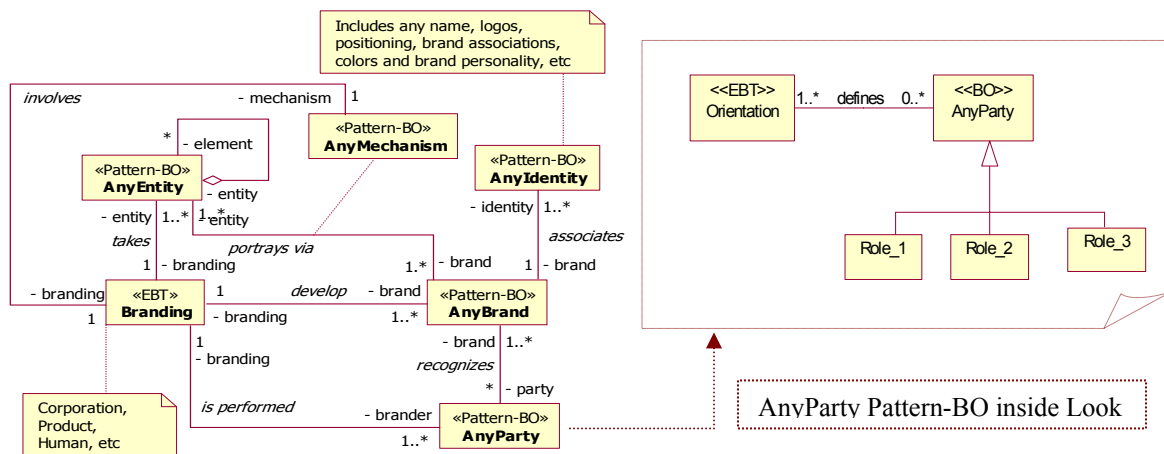 Includes any name, logos,
positioning, brand associations,
colors and brand personality, etc
involves
- mechanism 1
«Pattern-BO»
AnyMechanism
*
- element
«Pattern-BO»
AnyEntity
- entity
«Pattern-BO»
AnyIdentity
- entity 1..*
1..*
- entity
- identity 1..*
takes
portrays via
associates
1 - branding
1.* - brand
1 - brand
- branding
1
«EBT»
Branding
1
develop
- branding
- brand
1..*
«Pattern-BO»
AnyBrand
1
- branding
- brand 1..*
recognizes
* - party
is performed
- brander
1..*
«Pattern-BO»
AnyParty
Corporation,
Product,
Human, etc
<<EBT>>
Orientation
1..* defines 0..*
<<BO>>
AnyParty
Role_1
Role_2
Role_3
AnyParty Pattern-BO inside Look